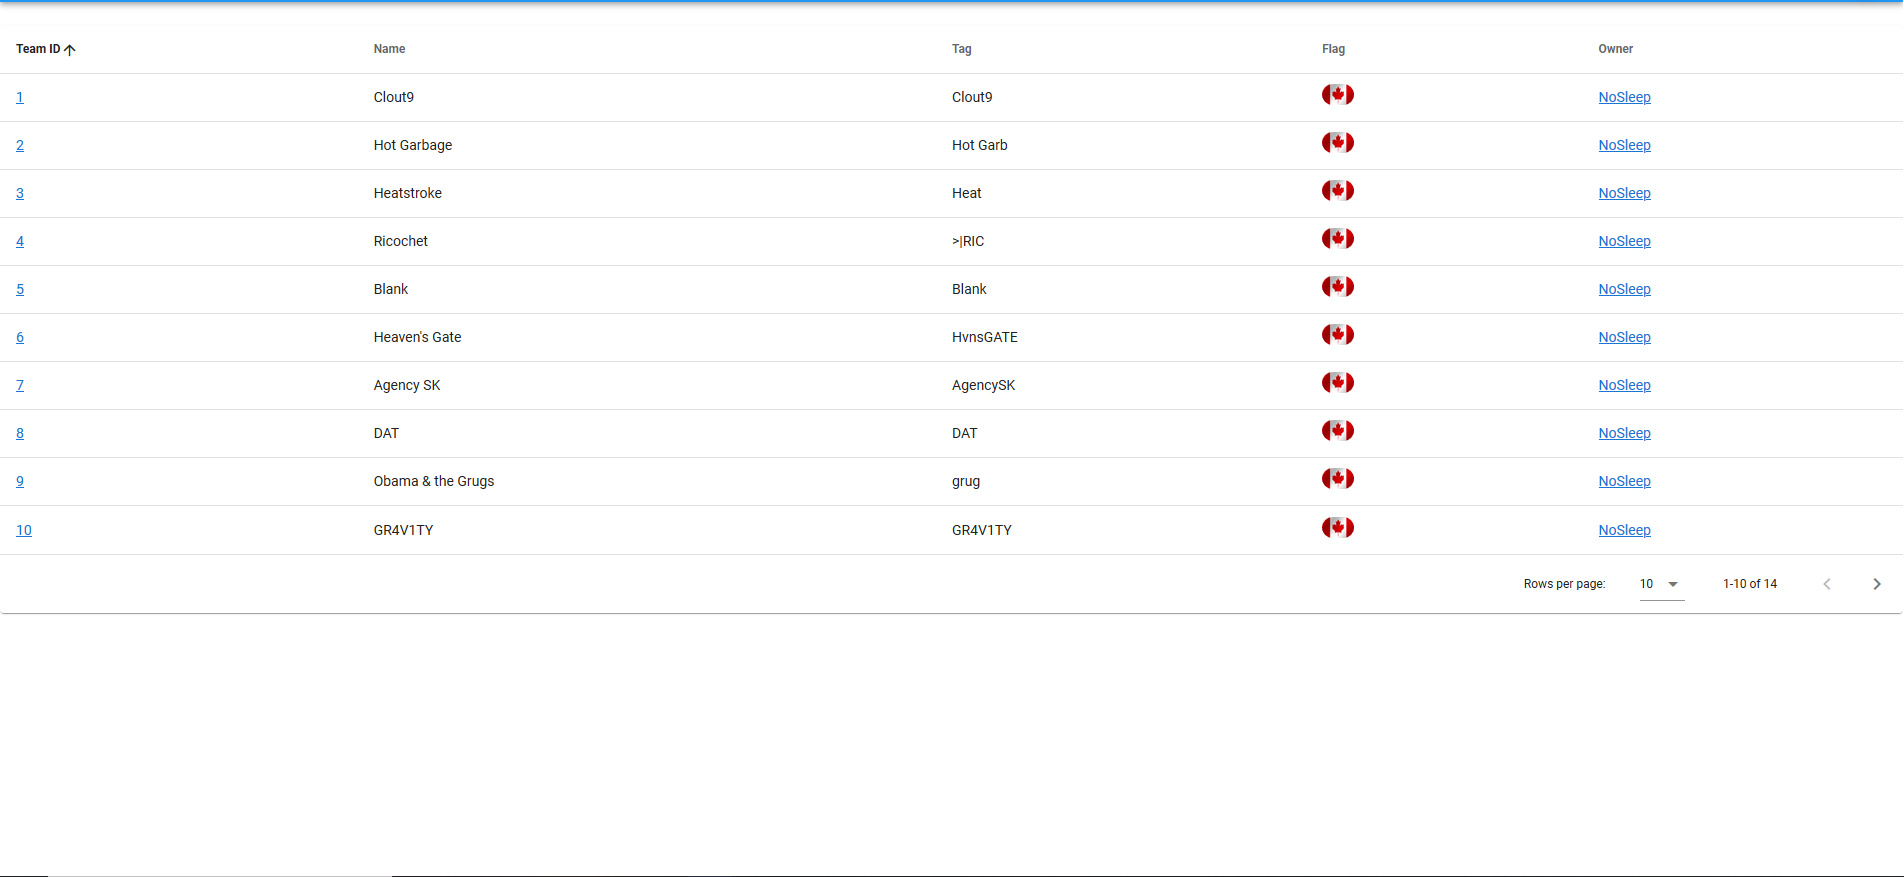 Team ID Name Tag Flag Owner
1 Clout9 Clout9 NoSleep
2 Hot Garbage Hot Garb NoSleep
3 Heatstroke Heat NoSleep
4 Ricochet >|RIC NoSleep
5 Blank Blank NoSleep
6 Heaven's Gate HvnsGATE NoSleep
7 Agency SK AgencySK NoSleep
8 DAT DAT NoSleep
9 Obama & the Grugs grug NoSleep
10 GR4V1TY GR4V1TY NoSleep
Rows per page: 10 1-10 of 14